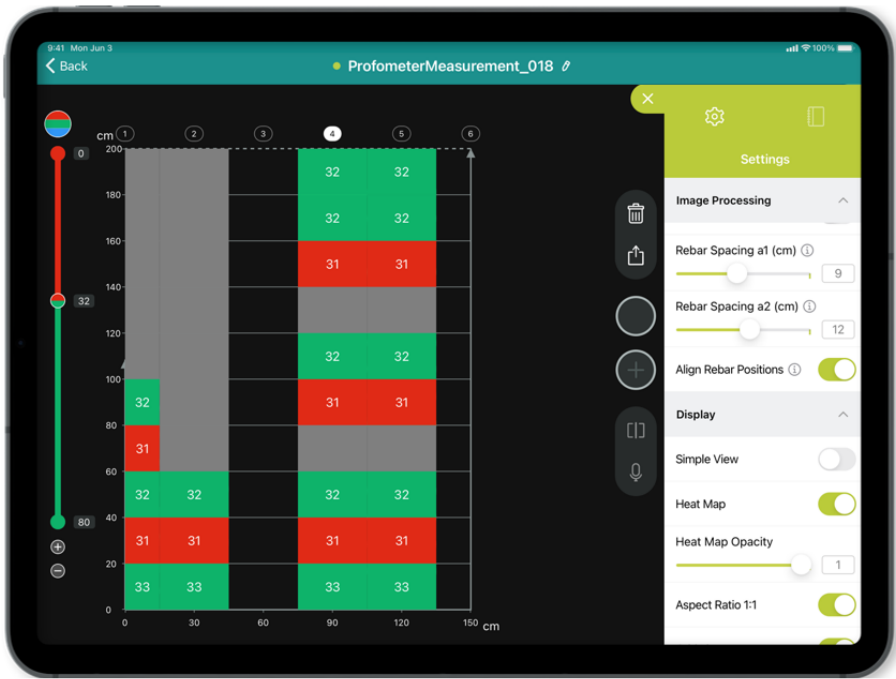 9:41 Mon Jun 3
100%
Back
ProfometerMeasurement_018
Settings
Image Processing
Rebar Spacing a1 (cm)
9
Rebar Spacing a2 (cm)
12
Align Rebar Positions
Display
Simple View
Heat Map
Heat Map Opacity
1
Aspect Ratio 1:1
0
32
80
cm 1 2 3 4 5 6
200
32 32
180
32 32
160
31 31
140
120
32 32
100
32 31 31
80
31
60
32 32 32 32
40
31 31 31 31
20
33 33 33 33
0
0 30 60 90 120 150 cm